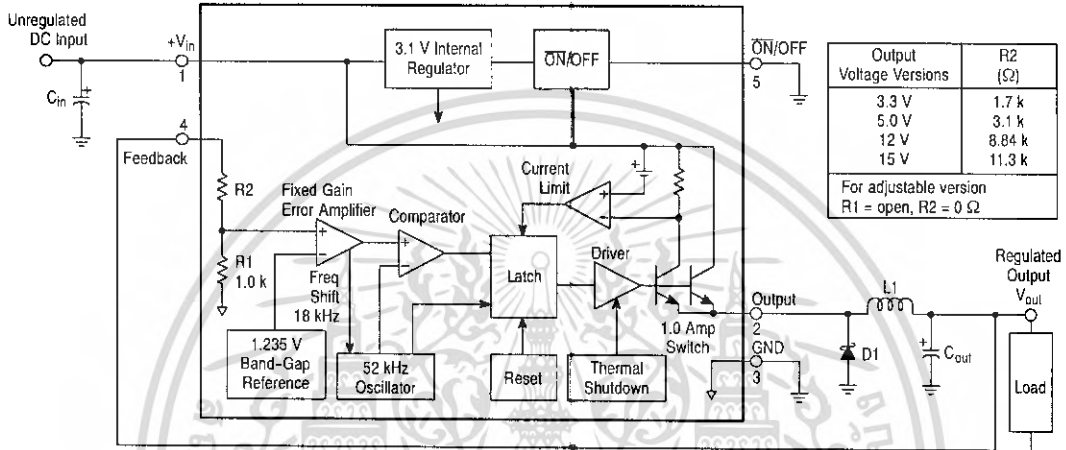 Unregulated
DC Input
+Vin
1
Cin
4
Feedback
3.1 V Internal
Regulator
ON/OFF
ON/OFF
5
Output
Voltage Versions
R2
(Ω)
3.3 V
1.7 k
5.0 V
3.1 k
12 V
8.84 k
15 V
11.3 k
For adjustable version
R1 = open, R2 = 0 Ω
Current
Limit
R2
Fixed Gain
Error Amplifier
Comparator
Latch
Driver
R1
1.0 k
Freq
Shift
18 kHz
1.235 V
Band-Gap
Reference
52 kHz
Oscillator
Reset
Thermal
Shutdown
1.0 Amp
Switch
Output
2
GND
3
L1
D1
Cout
Regulated
Output
Vout
Load